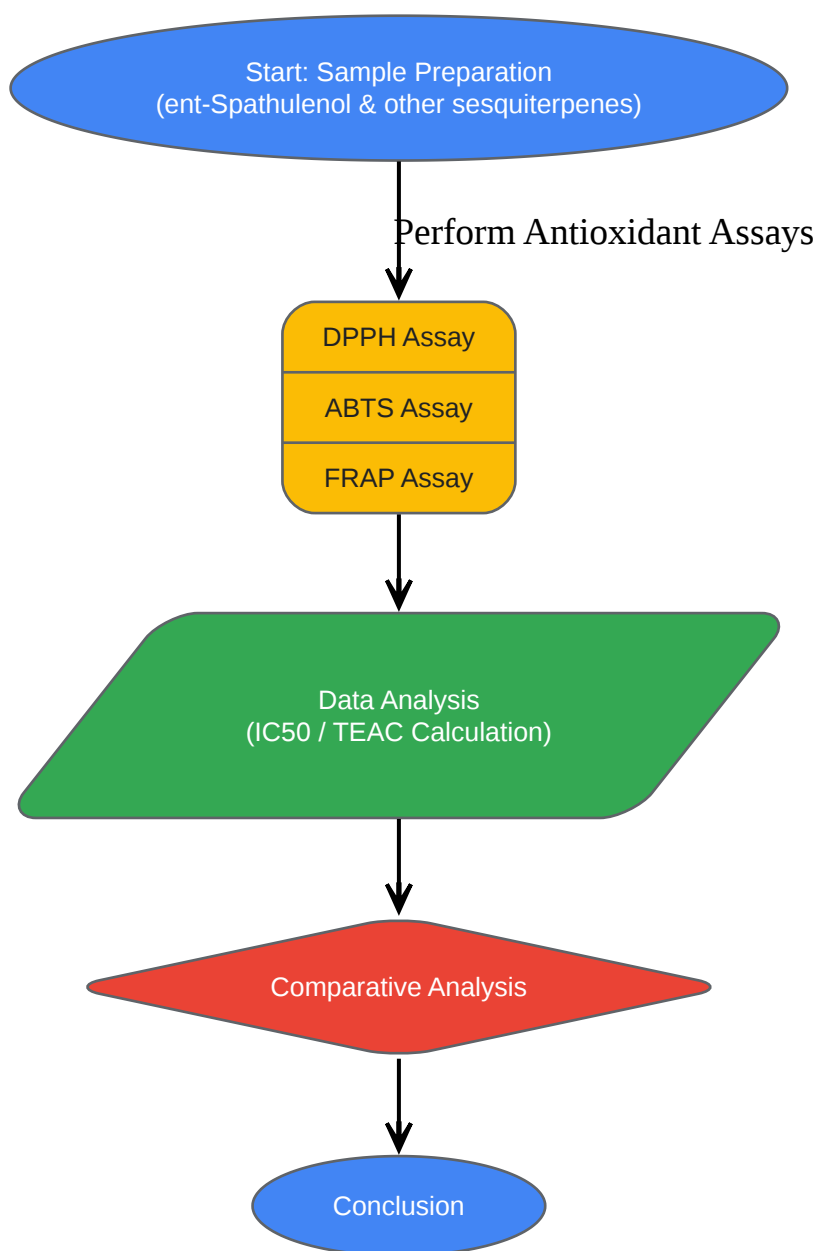 Start: Sample Preparation
(ent-Spathulenol & other sesquiterpenes)
Perform Antioxidant Assays
DPPH Assay
ABTS Assay
FRAP Assay
Data Analysis
(IC50 / TEAC Calculation)
Comparative Analysis
Conclusion